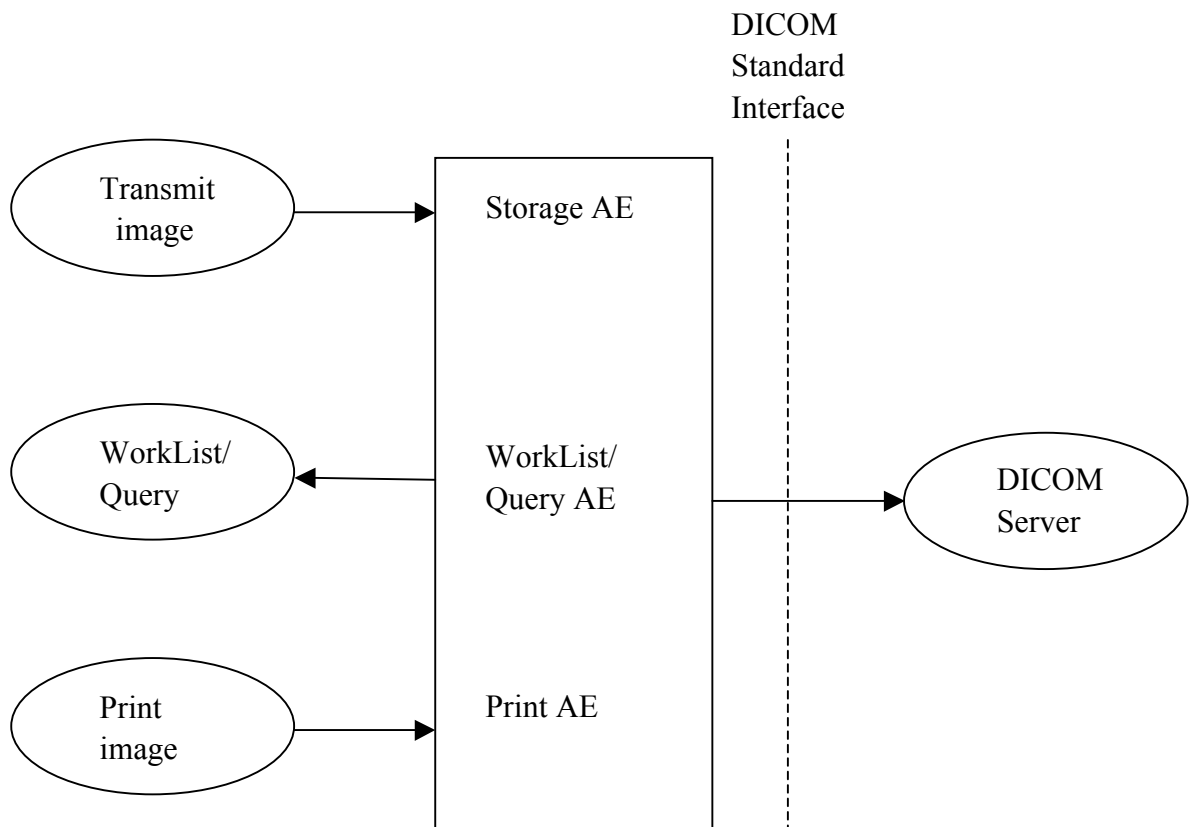 DICOM
Standard
Interface
Transmit
image
Storage AE
WorkList/
Query
WorkList/
Query AE
DICOM
Server
Print
image
Print AE